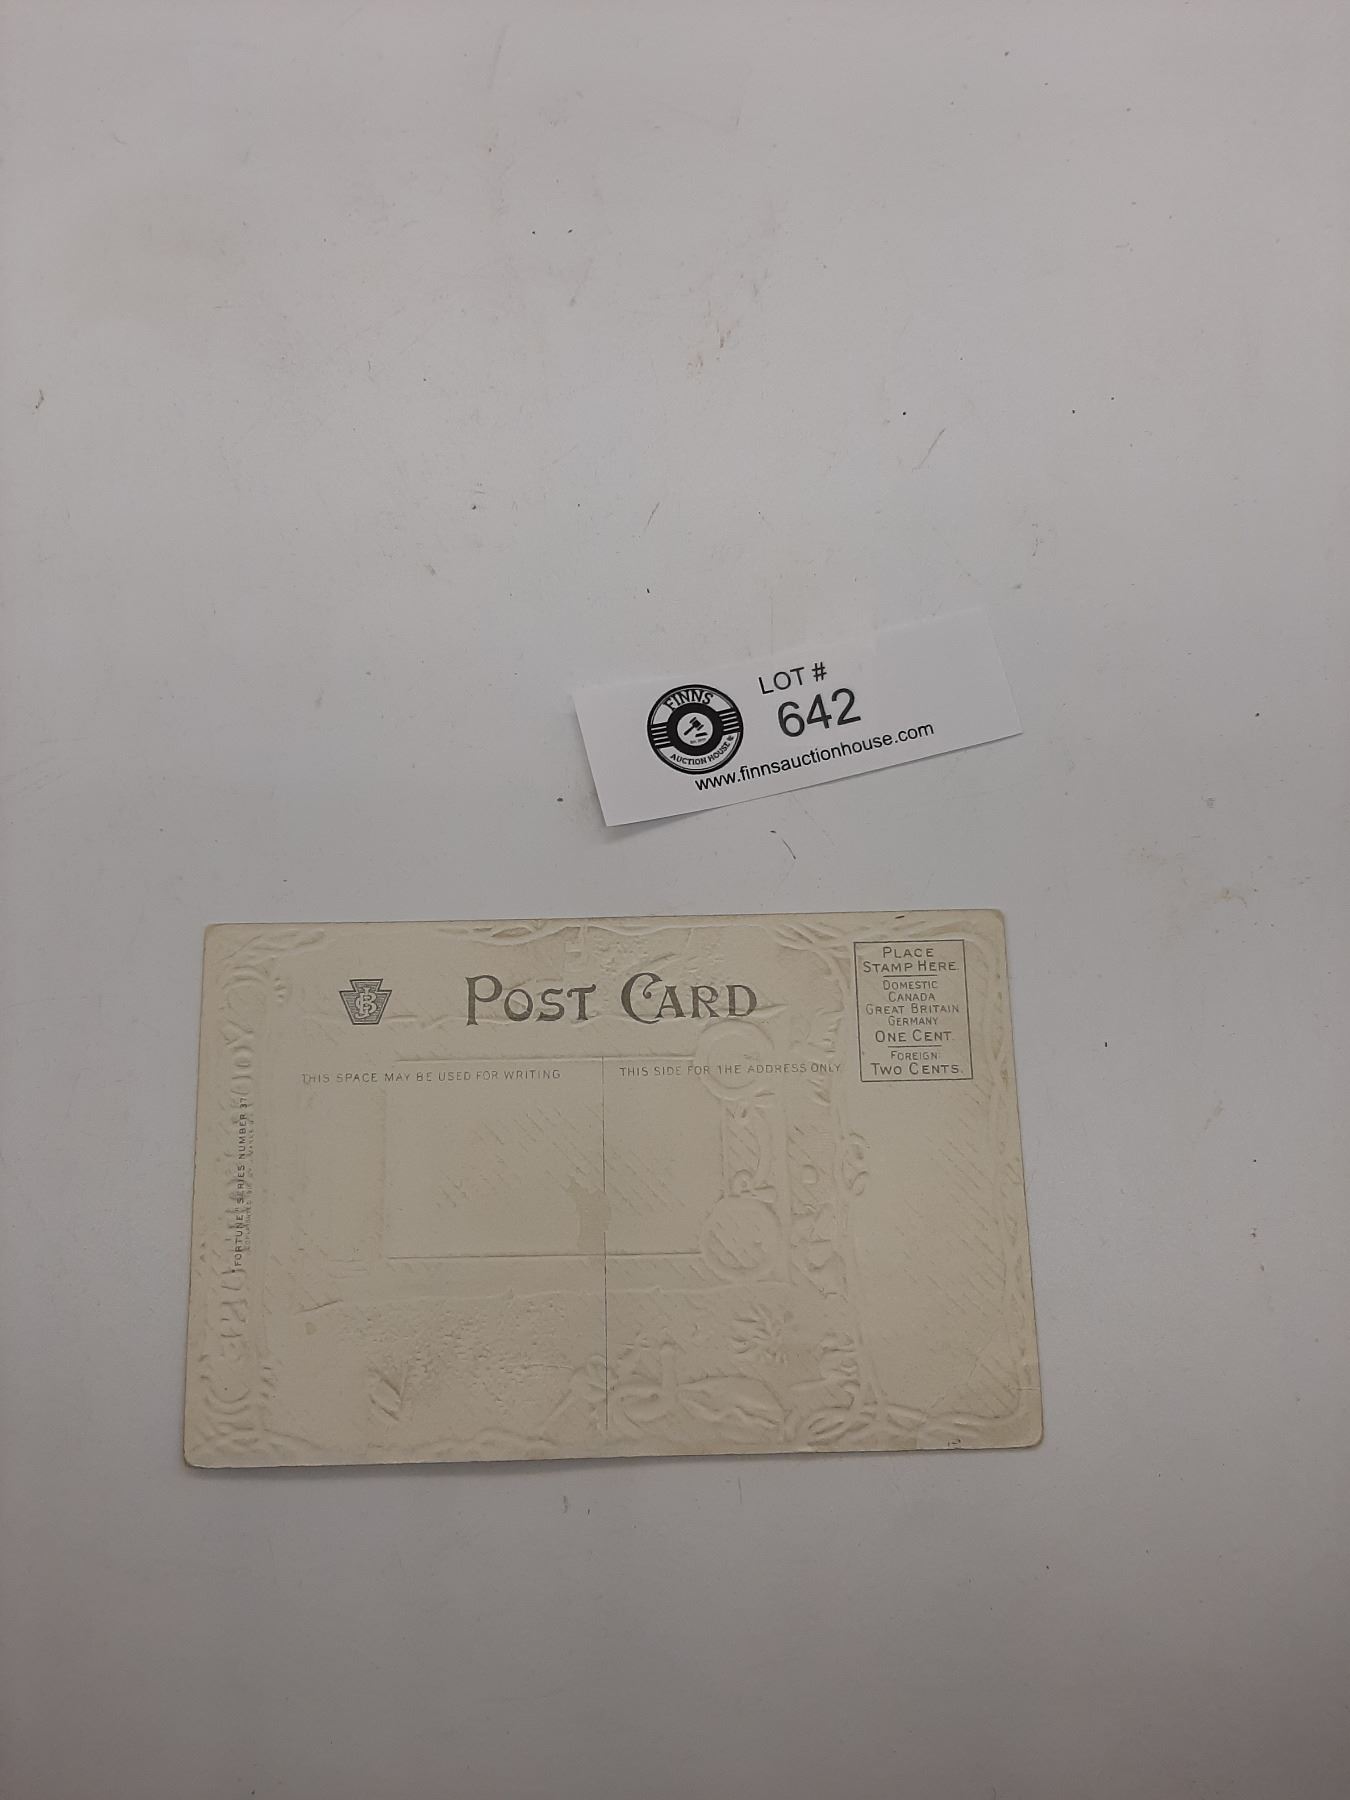 LOT #
FINNS
642
AUCTION HOUSE &
www.finnsauctionhouse.com
POST CARD
PLACE
STAMP HERE.
DOMESTIC
CANADA
GREAT BRITAIN
GERMANY
ONE CENT.
FOREIGN:
TWO CENTS.
THIS SPACE MAY BE USED FOR WRITING
THIS SIDE FOR THE ADDRESS ONLY
"FORTUNE" SERIES NUMBER 37